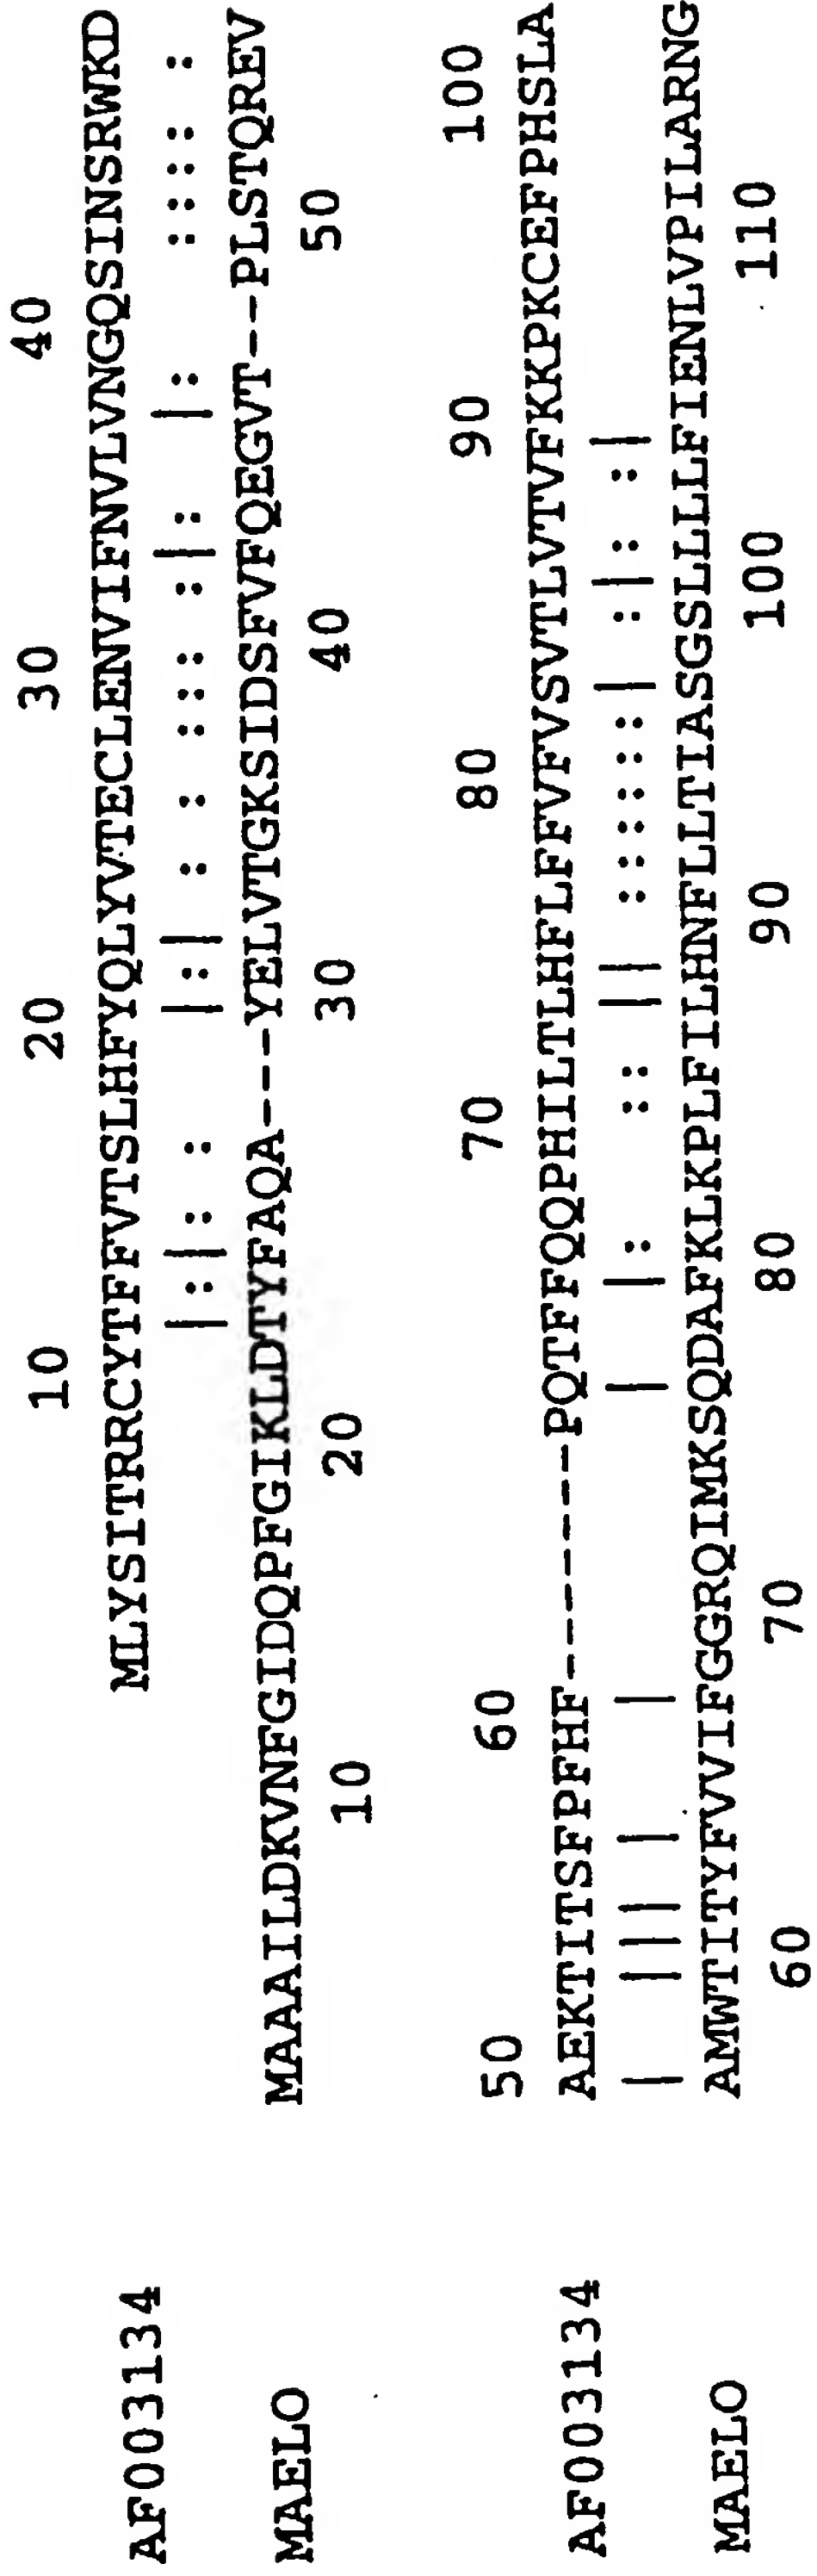 10 20 30 40
AF003134 MLYSITRRCYTFFVTSLHFYQLYVTECLENVIFNVLVNGQSINSRWKD
|:|: : |:| : : ::: :|: |: :::: :
MAELO MAAAILDKVNFGIDQPFGIKLDTYFAQA---YELVTGKSIDSFVFQEGVT--PLSTQREV
10 20 30 40 50
50 60 70 80 90 100
AF003134 AEKTITSFPFHF-------PQTFFQQPHILTLHFLFFVFVSVTLVTVFKKPKCEFPHSLA
| ||| | | | |: :: || ::::::| :|: :|
MAELO AMWTITYFVVIFGGRQIMKSQDAFKLKPLFILHNFLLTIASGSLLLLFIENLVPILARNG
60 70 80 90 100 110